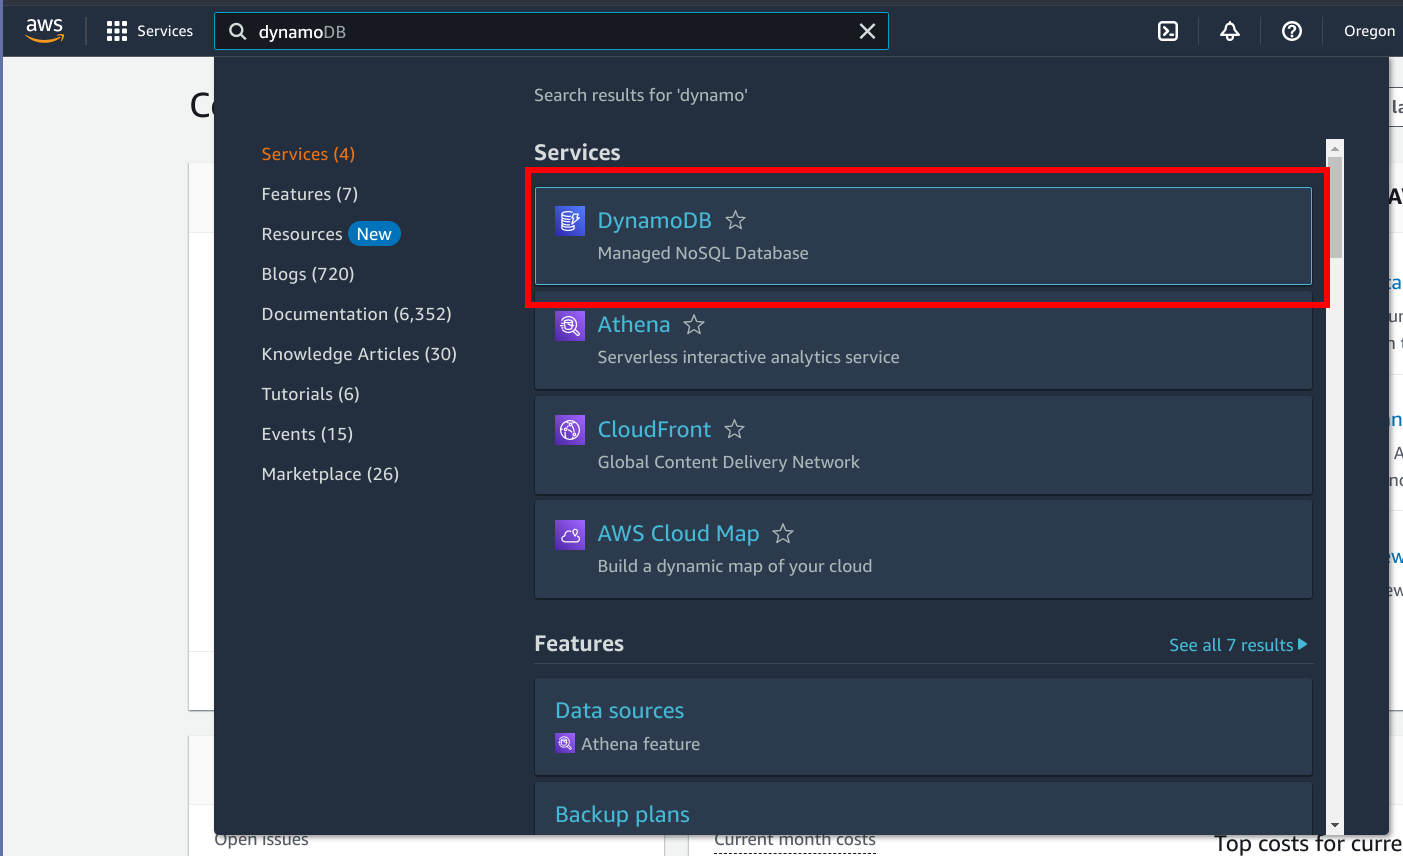 aws
Services
dynamoDB
Oregon
Search results for 'dynamo'
Services (4)
Features (7)
Resources New
Blogs (720)
Documentation (6,352)
Knowledge Articles (30)
Tutorials (6)
Events (15)
Marketplace (26)
Services
DynamoDB
Managed NoSQL Database
Athena
Serverless interactive analytics service
CloudFront
Global Content Delivery Network
AWS Cloud Map
Build a dynamic map of your cloud
Features
See all 7 results
Data sources
Athena feature
Backup plans
Open issues
Current month costs
Top costs for curre